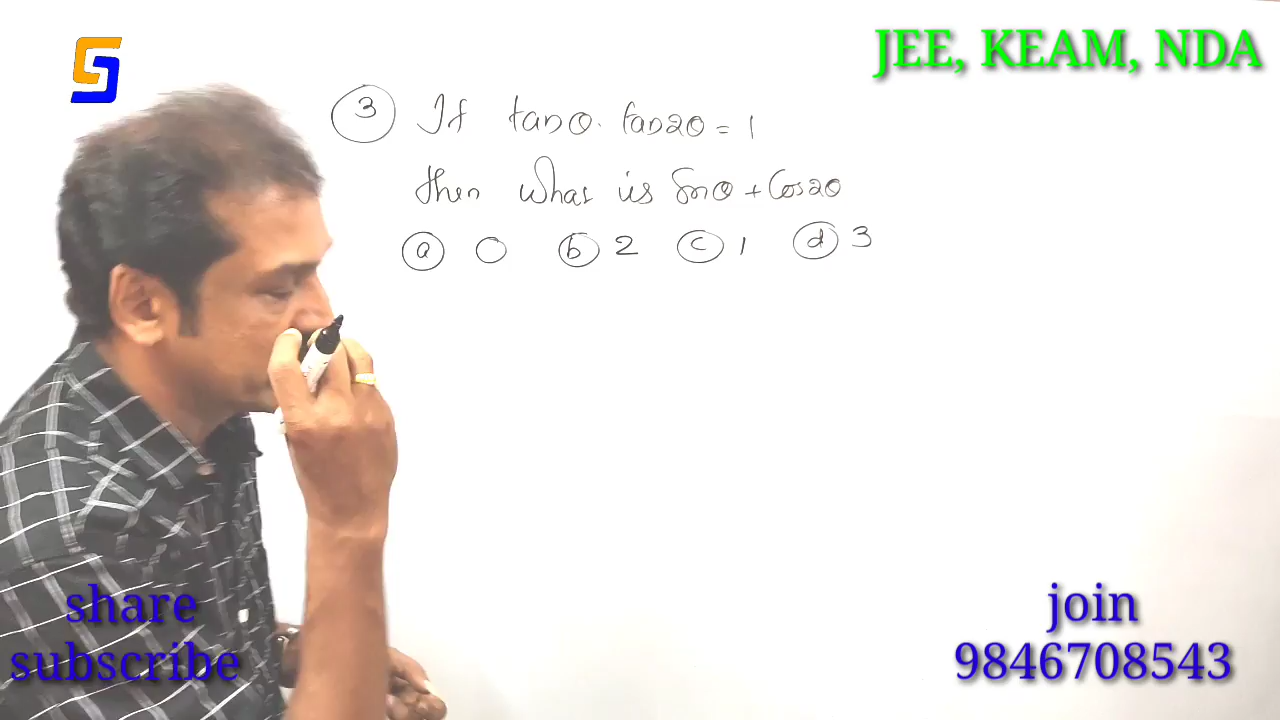 JEE, KEAM, NDA
3 If tanθ. tan2θ = 1
then what is Sinθ + Cos2θ
a 0 b 2 c 1 d 3
share
subscribe
join
9846708543